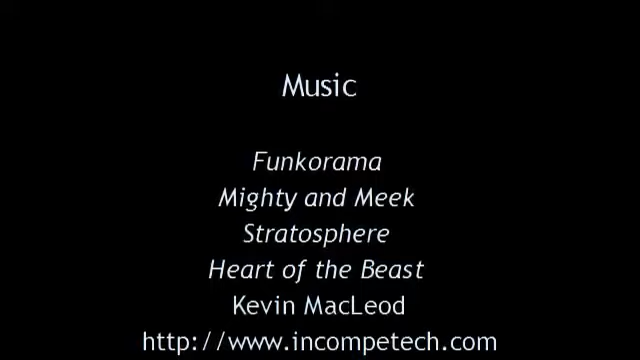 Music
Funkorama
Mighty and Meek
Stratosphere
Heart of the Beast
Kevin MacLeod
http://www.incompetech.com